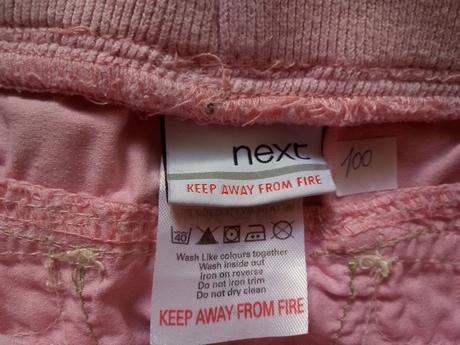 next
KEEP AWAY FROM FIRE
100
40
Wash Like colours together
Wash inside out
Iron on reverse
Do not iron trim
Do not dry clean
KEEP AWAY FROM FIRE